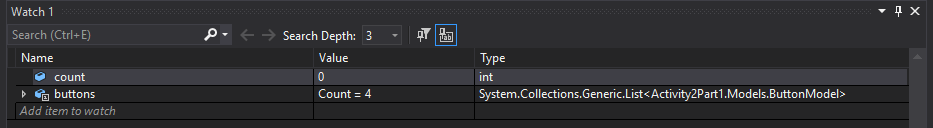 Watch 1
Search (Ctrl+E) Search Depth: 3
Name Value Type
count 0 int
buttons Count = 4 System.Collections.Generic.List<Activity2Part1.Models.ButtonModel>
Add item to watch